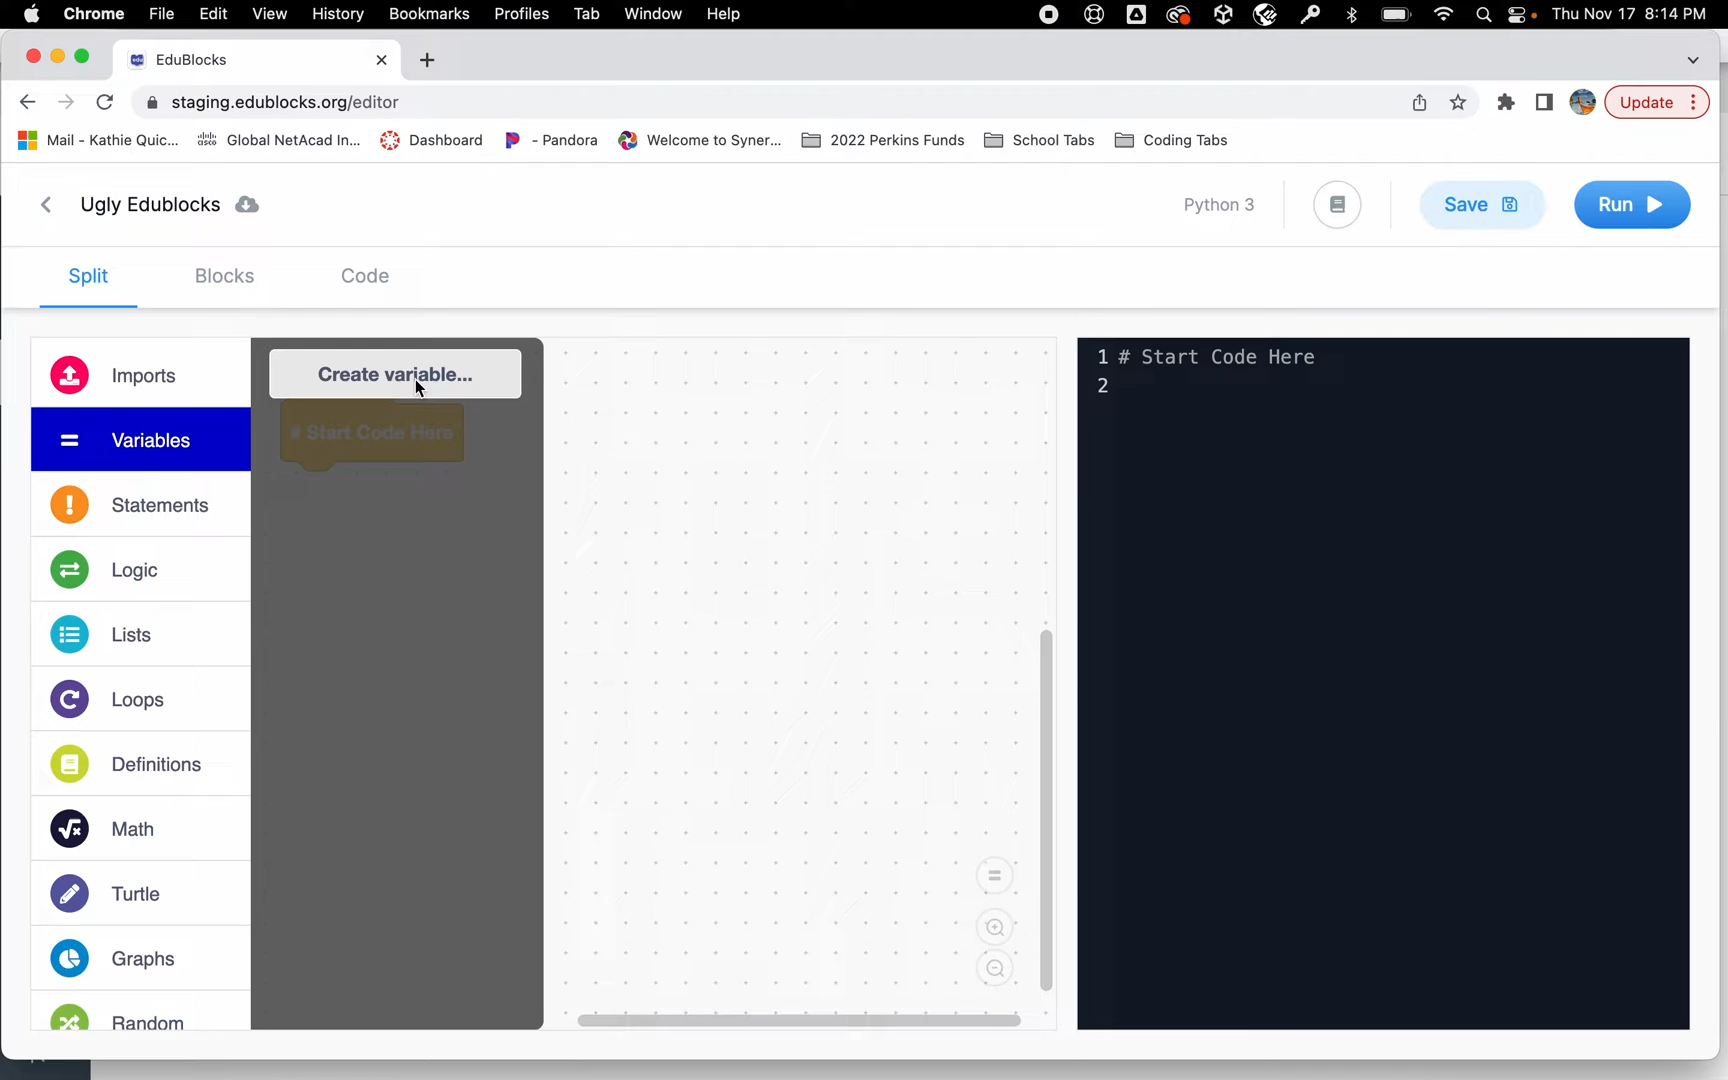 Chrome File Edit View History Bookmarks Profiles Tab Window Help Thu Nov 17 8:14 PM
EduBlocks
staging.edublocks.org/editor Update
Mail - Kathie Quic... Global NetAcad In... Dashboard - Pandora Welcome to Syner... 2022 Perkins Funds School Tabs Coding Tabs
Ugly Edublocks Python 3 Save Run
Split Blocks Code
Imports
Create variable...
1 # Start Code Here
2
Variables
# Start Code Here
Statements
Logic
Lists
Loops
Definitions
Math
Turtle
Graphs
Random